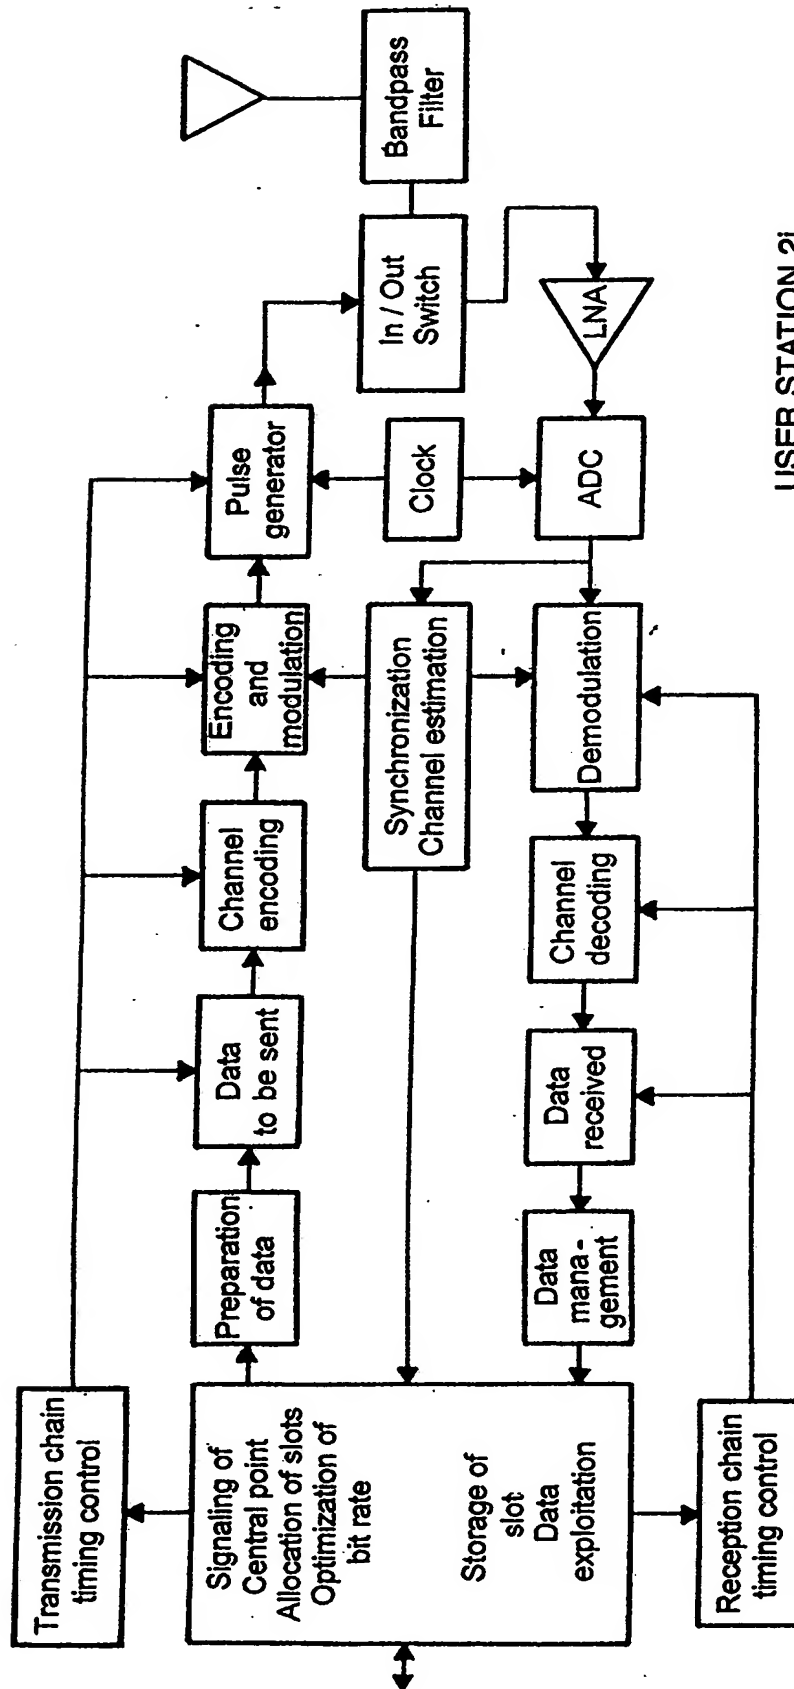 Transmission chain
timing control
Signaling of
Central point
Allocation of slots
Optimization of
bit rate
Storage of
slot: Data
exploitation
Reception chain
timing control
Preparation
of data
Data
to be sent
Channel
encoding
Encoding
and
modulation
Pulse
generator
Synchronization
Channel estimation
Clock
In / Out
Switch
Bandpass
Filter
LNA
ADC
Demodulation
Channel
decoding
Data
received
Data
mana -
gement
USER STATION 2i